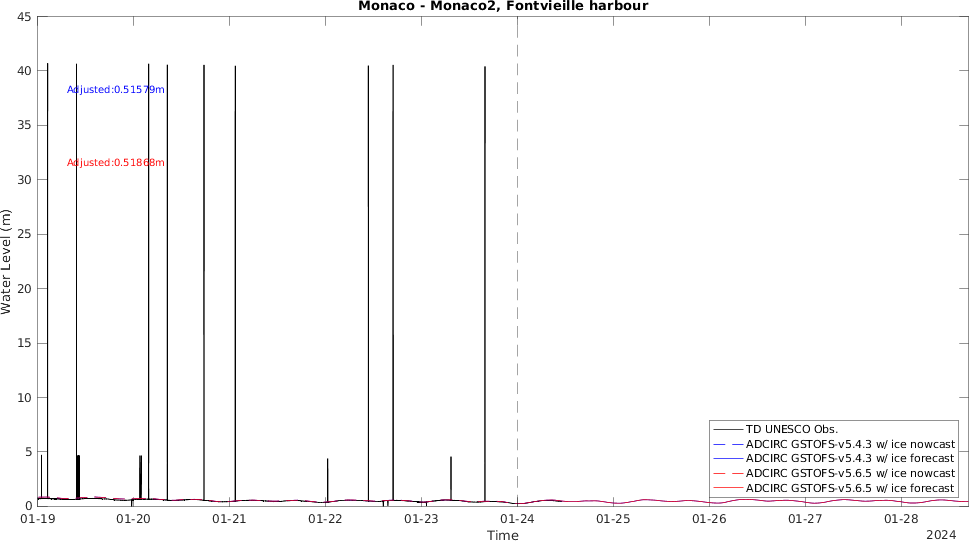 Monaco - Monaco2, Fontvieille harbour
45
40
35
30
25
20
15
10
5
0
Water Level (m)
Adjusted:0.51579m
Adjusted:0.51868m
TD UNESCO Obs.
ADCIRC GSTOFS-v5.4.3 w/ ice nowcast
ADCIRC GSTOFS-v5.4.3 w/ ice forecast
ADCIRC GSTOFS-v5.6.5 w/ ice nowcast
ADCIRC GSTOFS-v5.6.5 w/ ice forecast
01-19 01-20 01-21 01-22 01-23 01-24 01-25 01-26 01-27 01-28
Time
2024